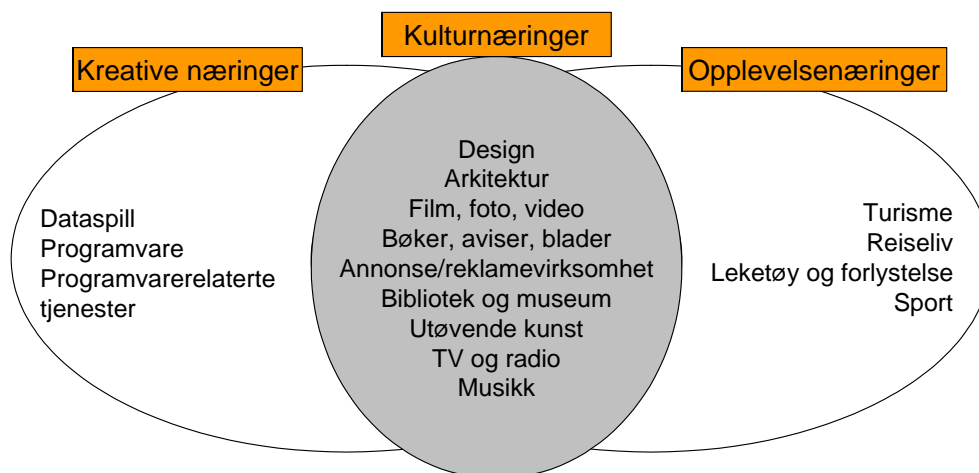 Kulturnæringer
Kreative næringer
Opplevelsenæringer
Dataspill
Programvare
Programvarerelaterte
tjenester
Design
Arkitektur
Film, foto, video
Bøker, aviser, blader
Annonse/reklamevirksomhet
Bibliotek og museum
Utøvende kunst
TV og radio
Musikk
Turisme
Reiseliv
Leketøy og forlystelse
Sport